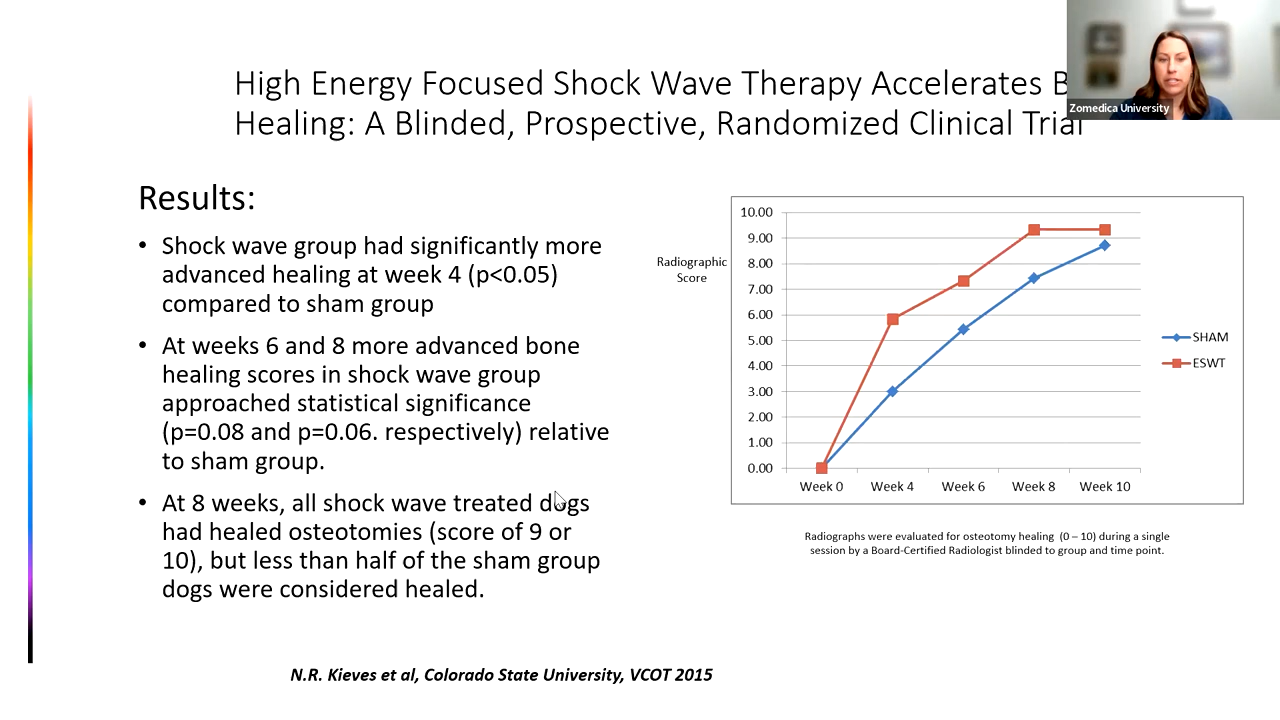 High Energy Focused Shock Wave Therapy Accelerates
Healing: A Blinded, Prospective, Randomized Clinical Trial
Zomedica University
Results:
• Shock wave group had significantly more
advanced healing at week 4 (p<0.05)
compared to sham group
• At weeks 6 and 8 more advanced bone
healing scores in shock wave group
approached statistical significance
(p=0.08 and p=0.06. respectively) relative
to sham group.
• At 8 weeks, all shock wave treated dogs
had healed osteotomies (score of 9 or
10), but less than half of the sham group
dogs were considered healed.
Radiographic
Score
10.00
9.00
8.00
7.00
6.00
5.00
4.00
3.00
2.00
1.00
0.00
Week 0 Week 4 Week 6 Week 8 Week 10
SHAM
ESWT
Radiographs were evaluated for osteotomy healing (0 – 10) during a single
session by a Board-Certified Radiologist blinded to group and time point.
N.R. Kieves et al, Colorado State University, VCOT 2015